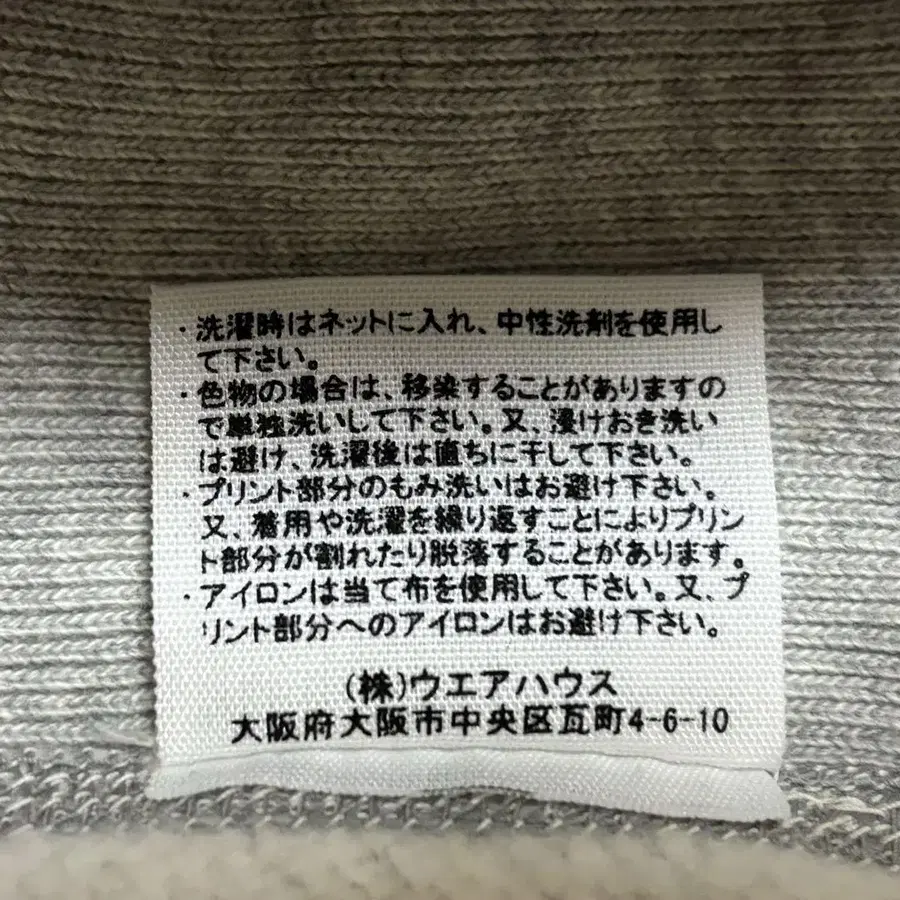 ・洗濯時はネットに入れ、中性洗剤を使用し
て下さい。
・色物の場合は、移染することがありますの
で単独洗いして下さい。又、浸けおき洗い
は避け、洗濯後は直ちに干して下さい。
・プリント部分のもみ洗いはお避け下さい。
又、着用や洗濯を繰り返すことによりプリン
ト部分が割れたり脱落することがあります。
・アイロンは当て布を使用して下さい。又、プ
リント部分へのアイロンはお避け下さい。
(株)ウエアハウス
大阪府大阪市中央区瓦町4-6-10